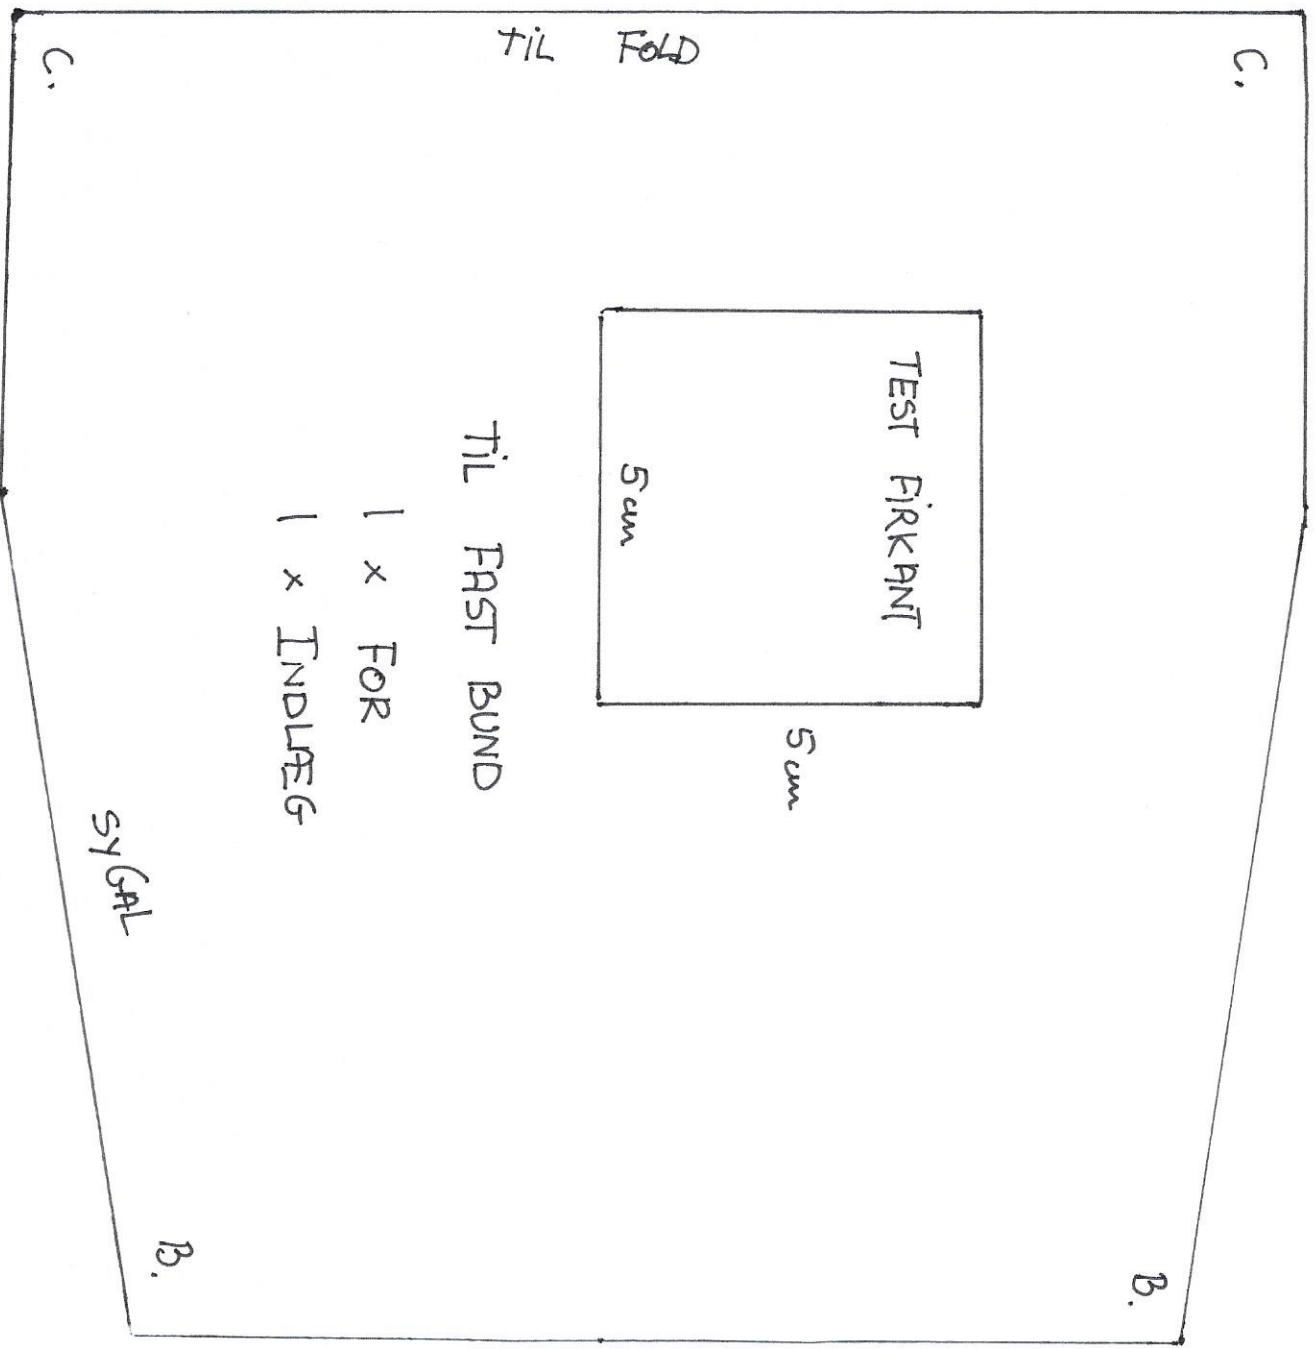 TiL FOLD
C.
C.
TEST FiRKANT
5 cm
5 cm
TiL FAST BUND
1 x FOR
1 x INDLÆG
SYGAL
B.
B.